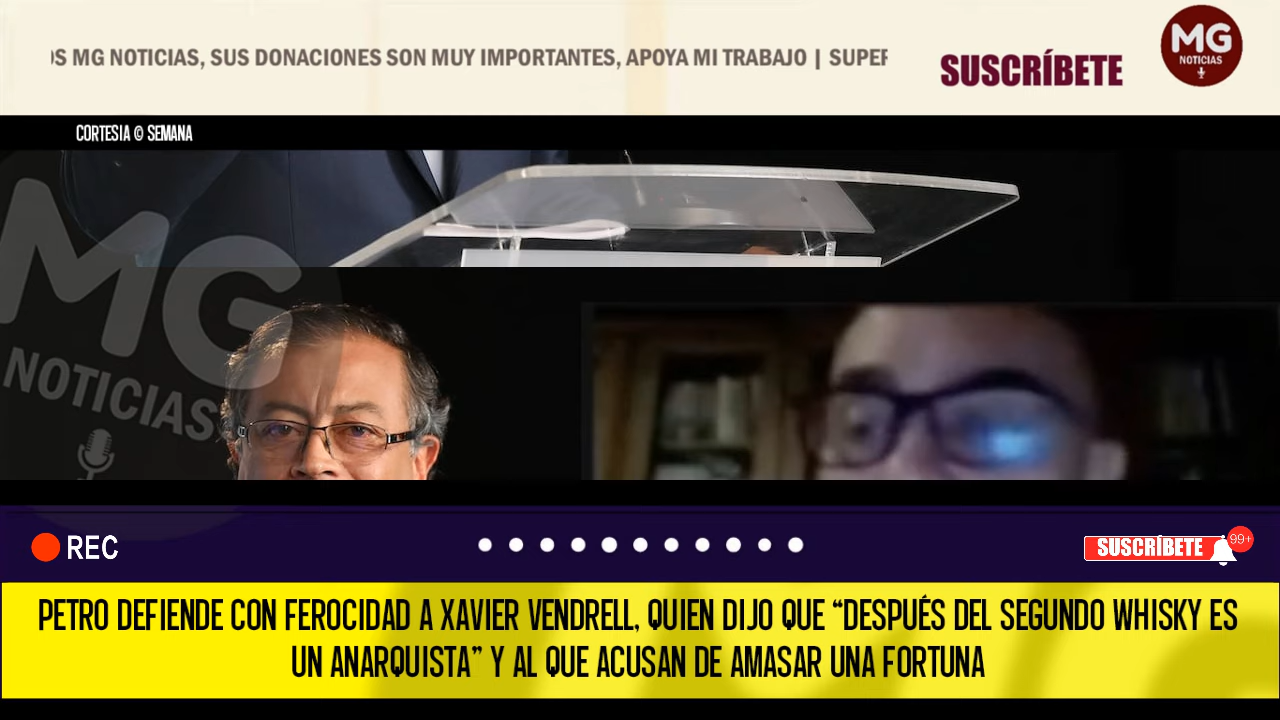 OS MG NOTICIAS, SUS DONACIONES SON MUY IMPORTANTES, APOYA MI TRABAJO | SUPER
SUSCRÍBETE
MG
NOTICIAS
CORTESIA © SEMANA
MG
NOTICIAS
REC
SUSCRÍBETE
99+
PETRO DEFIENDE CON FEROCIDAD A XAVIER VENDRELL, QUIEN DIJO QUE “DESPUÉS DEL SEGUNDO WHISKY ES
UN ANARQUISTA” Y AL QUE ACUSAN DE AMASAR UNA FORTUNA